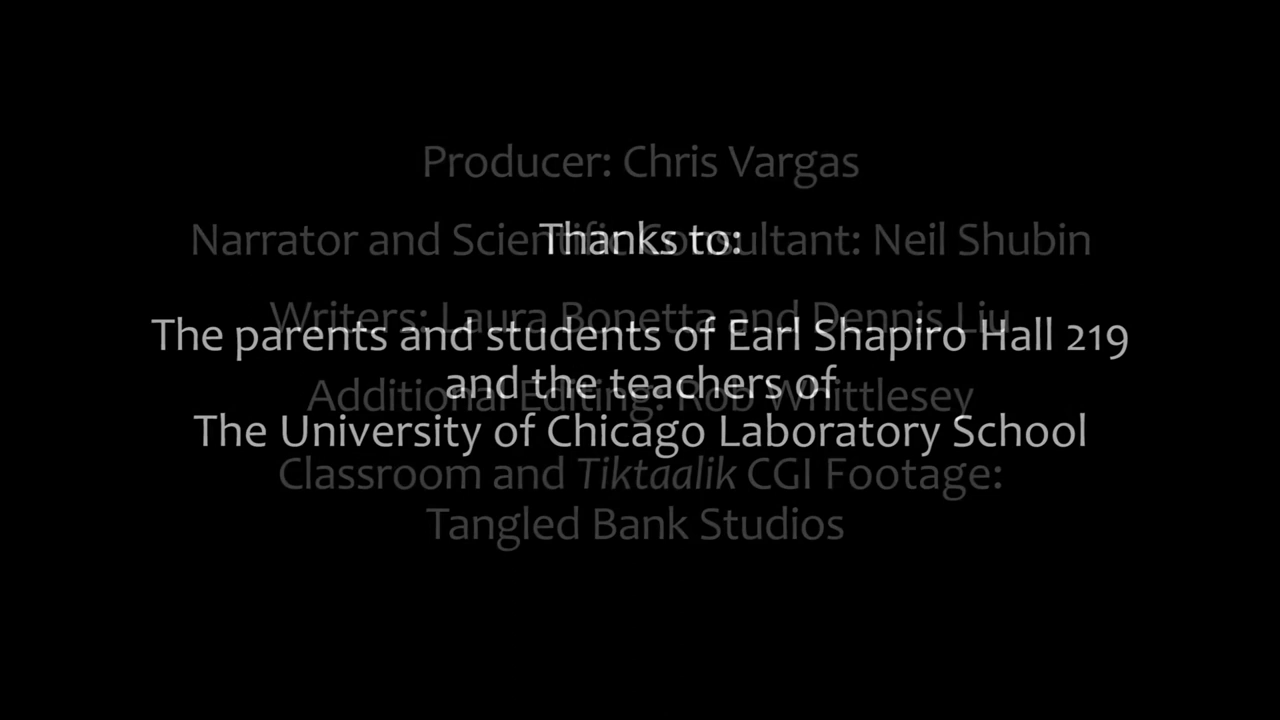 Producer: Chris Vargas
Narrator and Scientific Consultant: Neil Shubin
Thanks to:
Writers: Laura Bonetta and Dennis Liu
The parents and students of Earl Shapiro Hall 219
and the teachers of
Additional Editing: Rob Whittlesey
The University of Chicago Laboratory School
Classroom and Tiktaalik CGI Footage:
Tangled Bank Studios